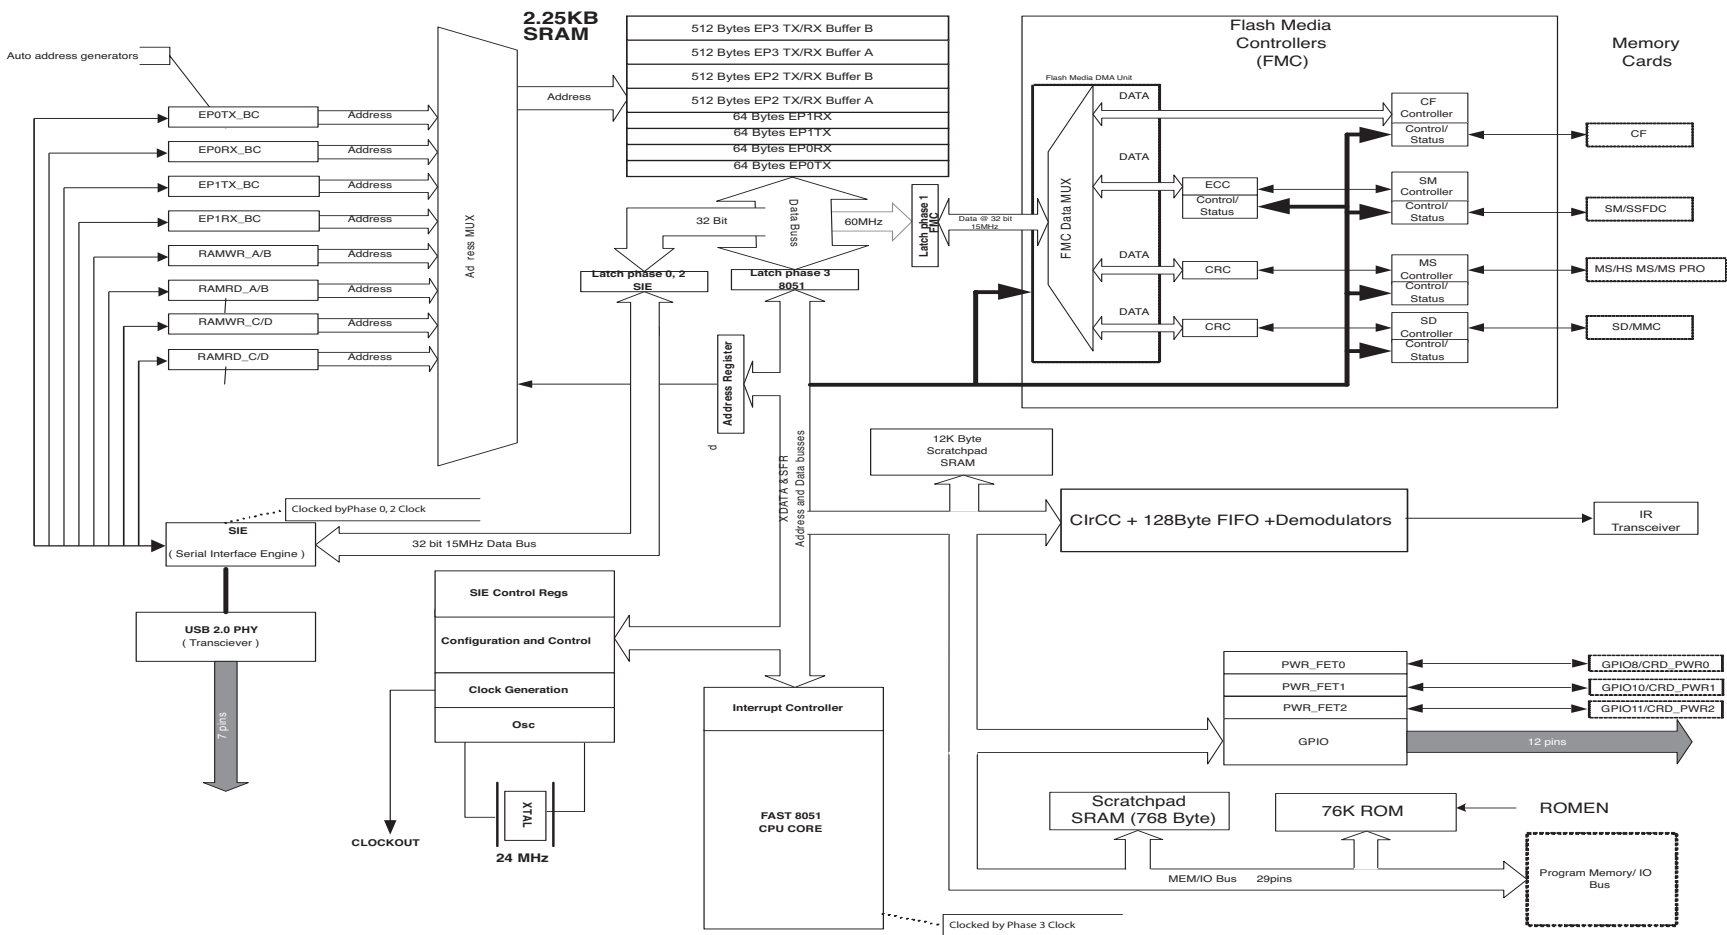 2.25KB
SRAM
Auto address generators
EP0TX_BC
EP0RX_BC
EP1TX_BC
EP1RX_BC
RAMWR_A/B
RAMRD_A/B
RAMWR_C/D
RAMRD_C/D
Address
Address
Address
Address
Address
Address
Address
Address
Ad ress MUX
Address
512 Bytes EP3 TX/RX Buffer B
512 Bytes EP3 TX/RX Buffer A
512 Bytes EP2 TX/RX Buffer B
512 Bytes EP2 TX/RX Buffer A
64 Bytes EP1RX
64 Bytes EP1TX
64 Bytes EP0RX
64 Bytes EP0TX
32 Bit
Data Buss
60MHz
Latch phase 1
FMC
Data @ 32 bit
15MHz
Latch phase 0, 2
SIE
Latch phase 3
8051
Address Register
d
Flash Media
Controllers
(FMC)
Flash Media DMA Unit
FMC Data MUX
DATA
DATA
DATA
DATA
ECC
Control/
Status
CRC
CRC
CF
Controller
Control/
Status
SM
Controller
Control/
Status
MS
Controller
Control/
Status
SD
Controller
Control/
Status
Memory
Cards
CF
SM/SSFDC
MS/HS MS/MS PRO
SD/MMC
12K Byte
Scratchpad
SRAM
XDATA & SFR
Address and Data busses
CIrCC + 128Byte FIFO +Demodulators
IR
Transceiver
Clocked byPhase 0, 2 Clock
SIE
( Serial Interface Engine )
32 bit 15MHz Data Bus
USB 2.0 PHY
( Transciever )
7 pins
SIE Control Regs
Configuration and Control
Clock Generation
Osc
XTAL
24 MHz
CLOCKOUT
Interrupt Controller
FAST 8051
CPU CORE
Clocked by Phase 3 Clock
PWR_FET0
PWR_FET1
PWR_FET2
GPIO
GPIO8/CRD_PWR0
GPIO10/CRD_PWR1
GPIO11/CRD_PWR2
12 pins
Scratchpad
SRAM (768 Byte)
76K ROM
ROMEN
MEM/IO Bus 29pins
Program Memory/ IO
Bus